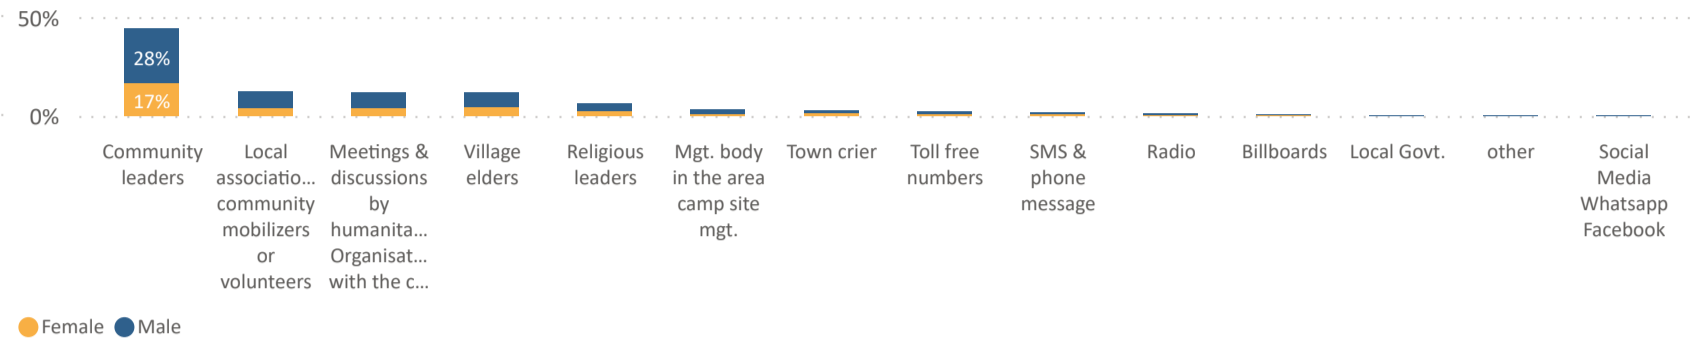 50%
28%
17%
0%
Community
leaders
Local
associatio...
community
mobilizers
or
volunteers
Meetings &
discussions
by
humanita...
Organisat...
with the c...
Village
elders
Religious
leaders
Mgt. body
in the area
camp site
mgt.
Town crier
Toll free
numbers
SMS &
phone
message
Radio
Billboards
Local Govt.
other
Social
Media
Whatsapp
Facebook
Female Male